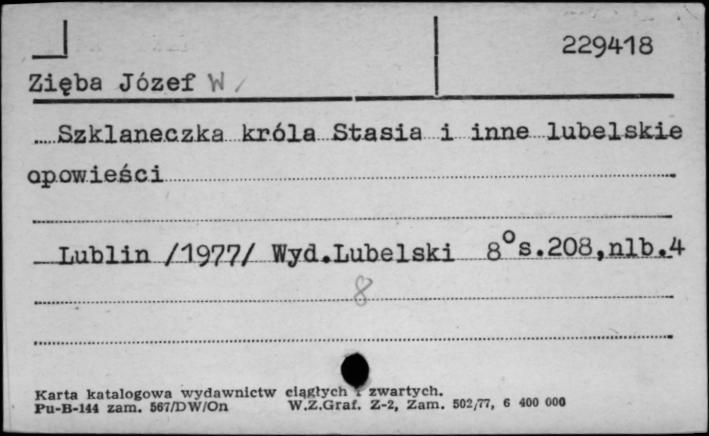 229418
Zięba Józef W
Szklaneczka króla Stasia i inne lubelskie
opowieści
Lublin /1977/ Wyd.Lubelski 8° s.208,nlb.4
8
Karta katalogowa wydawnictw ciągłych i zwartych.
Pu-B-144 zam. 567/DW/On W.Z.Graf. Z-2, Zam. 502/77, 6 400 000